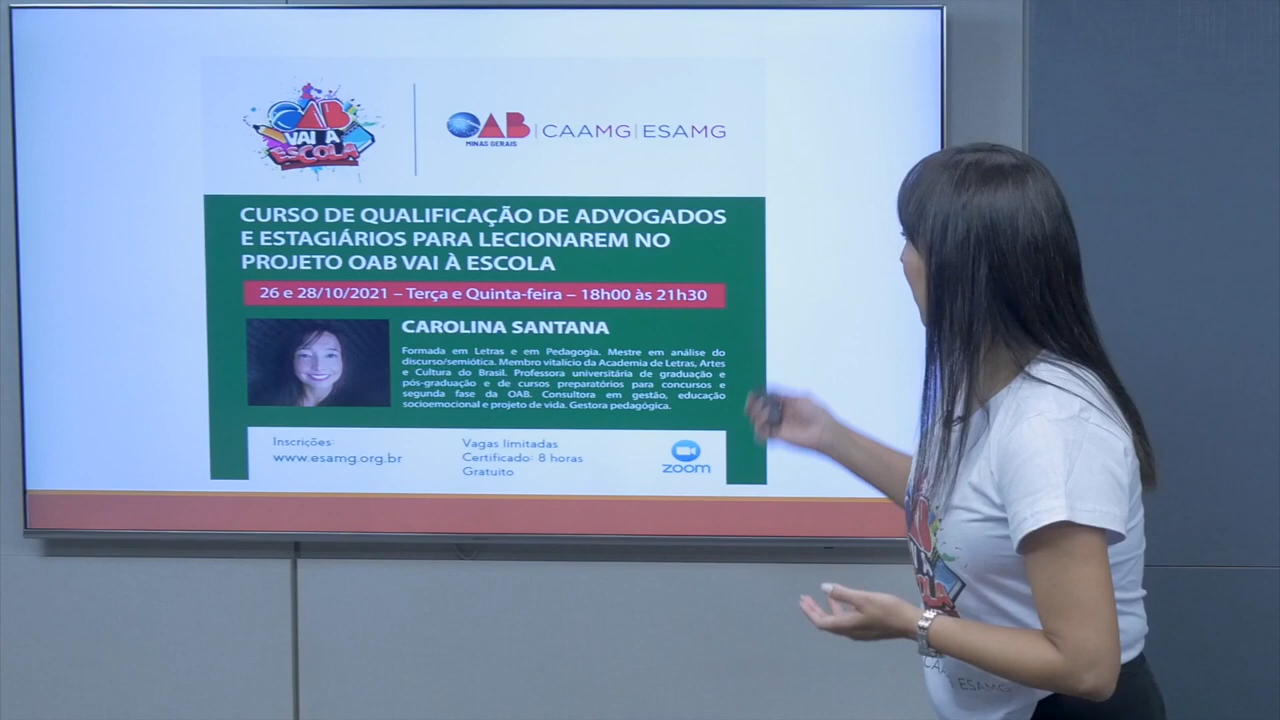 OAB
VAI À
ESCOLA
OAB
MINAS GERAIS
CAAMG
ESAMG
CURSO DE QUALIFICAÇÃO DE ADVOGADOS
E ESTAGIÁRIOS PARA LECIONAREM NO
PROJETO OAB VAI À ESCOLA
26 e 28/10/2021 – Terça e Quinta-feira – 18h00 às 21h30
CAROLINA SANTANA
Formada em Letras e em Pedagogia. Mestre em análise do
discurso/semiótica. Membro vitalício da Academia de Letras, Artes
e Cultura do Brasil. Professora universitária de graduação e
pós-graduação e de cursos preparatórios para concursos e
segunda fase da OAB. Consultora em gestão, educação
socioemocional e projeto de vida. Gestora pedagógica.
Inscrições:
www.esamg.org.br
Vagas limitadas
Certificado: 8 horas
Gratuito
zoom
ESAMG